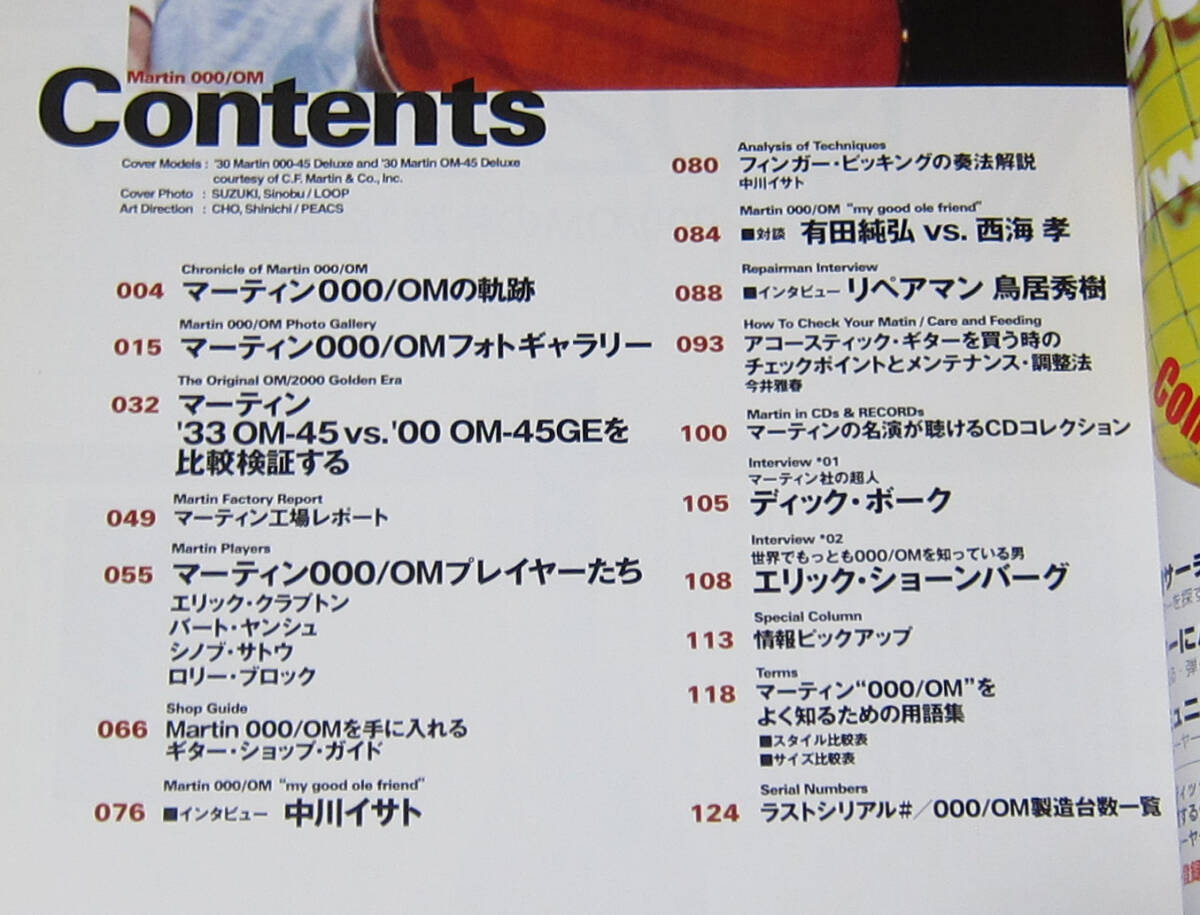 Martin 000/OM
Contents
Cover Models : '30 Martin 000-45 Deluxe and '30 Martin OM-45 Deluxe
courtesy of C.F. Martin & Co., Inc.
Cover Photo : SUZUKI, Sinobu / LOOP
Art Direction : CHO, Shinichi / PEACS
Chronicle of Martin 000/OM
004 マーティン000/OMの軌跡
Martin 000/OM Photo Gallery
015 マーティン000/OMフォトギャラリー
The Original OM/2000 Golden Era
032 マーティン
'33 OM-45 vs.'00 OM-45GEを
比較検証する
Martin Factory Report
049 マーティン工場レポート
Martin Players
055 マーティン000/OMプレイヤーたち
エリック・クラプトン
バート・ヤンシュ
シノブ・サトウ
ロリー・ブロック
Shop Guide
066 Martin 000/OMを手に入れる
ギター・ショップ・ガイド
Martin 000/OM "my good ole friend"
076 ■インタビュー 中川イサト
Analysis of Techniques
080 フィンガー・ピッキングの奏法解説
中川イサト
Martin 000/OM "my good ole friend"
084 ■対談 有田純弘 vs. 西海 孝
Repairman Interview
088 ■インタビュー リペアマン 鳥居秀樹
How To Check Your Matin / Care and Feeding
093 アコースティック・ギターを買う時の
チェックポイントとメンテナンス・調整法
今井雅春
Martin in CDs & RECORDs
100 マーティンの名演が聴けるCDコレクション
Interview *01
マーティン社の超人
105 ディック・ボーク
Interview *02
世界でもっとも000/OMを知っている男
108 エリック・ショーンバーグ
Special Column
113 情報ピックアップ
Terms
118 マーティン"000/OM"を
よく知るための用語集
■スタイル比較表
■サイズ比較表
Serial Numbers
124 ラストシリアル#/000/OM製造台数一覧